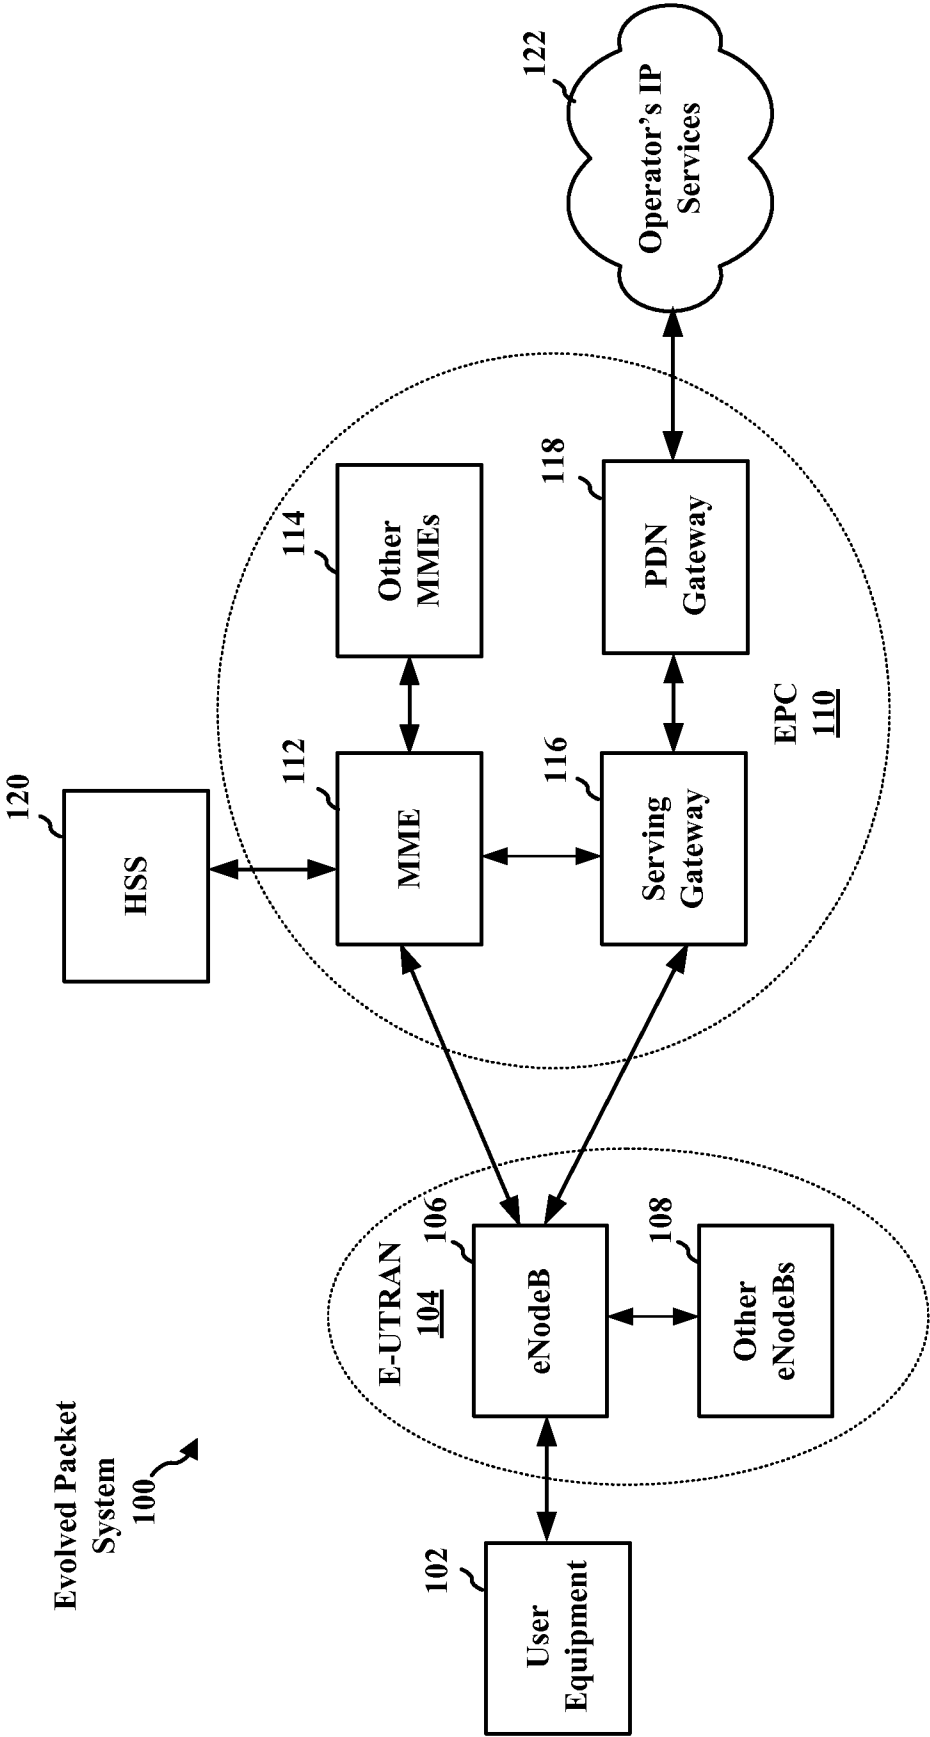 Evolved Packet
System
100
120
HSS
102
User
Equipment
E-UTRAN
104
106
eNodeB
108
Other
eNodeBs
112
MME
114
Other
MMEs
116
Serving
Gateway
118
PDN
Gateway
EPC
110
122
Operator's IP
Services